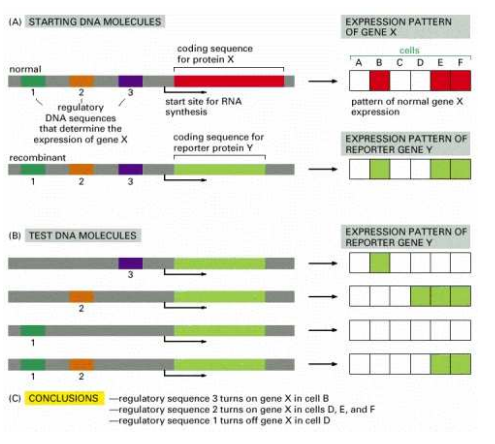 (A) STARTING DNA MOLECULES
EXPRESSION PATTERN
OF GENE X
normal
coding sequence
for protein X
cells
A B C D E F
1 2 3
regulatory
DNA sequences
that determine the
expression of gene X
start site for RNA
synthesis
pattern of normal gene X
expression
recombinant
coding sequence for
reporter protein Y
EXPRESSION PATTERN OF
REPORTER GENE Y
1 2 3
(B) TEST DNA MOLECULES
EXPRESSION PATTERN OF
REPORTER GENE Y
3
2
1
1 2
(C) CONCLUSIONS —regulatory sequence 3 turns on gene X in cell B
—regulatory sequence 2 turns on gene X in cells D, E, and F
—regulatory sequence 1 turns off gene X in cell D